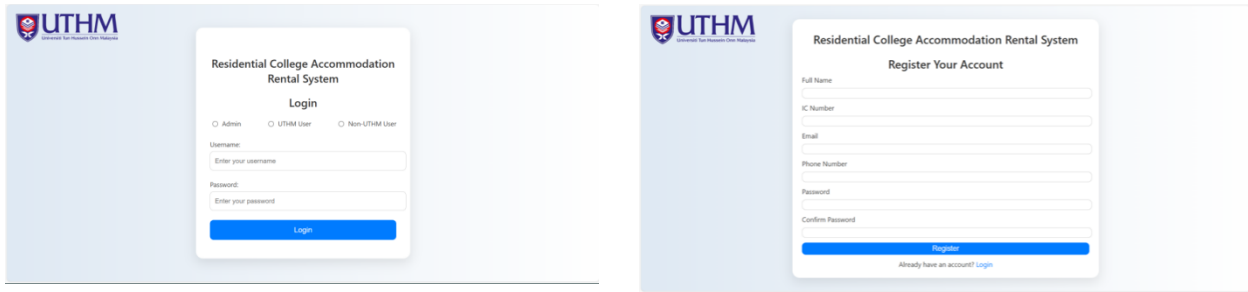 UTHM
Universiti Tun Hussein Onn Malaysia
Residential College Accommodation
Rental System
Login
Admin
UTHM User
Non-UTHM User
Username:
Enter your username
Password:
Enter your password
Login
UTHM
Universiti Tun Hussein Onn Malaysia
Residential College Accommodation Rental System
Register Your Account
Full Name
IC Number
Email
Phone Number
Password
Confirm Password
Register
Already have an account? Login